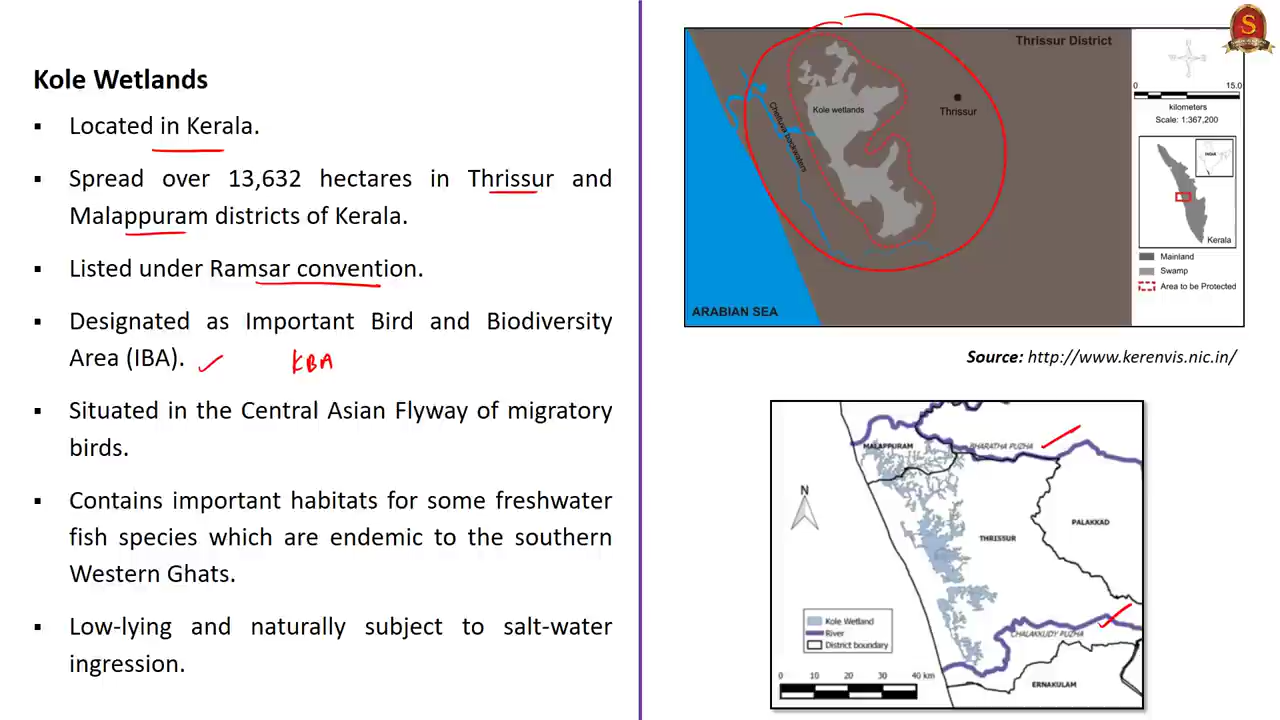 Kole Wetlands
▪ Located in Kerala.
▪ Spread over 13,632 hectares in Thrissur and
Malappuram districts of Kerala.
▪ Listed under Ramsar convention.
▪ Designated as Important Bird and Biodiversity
Area (IBA).
KBA
▪ Situated in the Central Asian Flyway of migratory
birds.
▪ Contains important habitats for some freshwater
fish species which are endemic to the southern
Western Ghats.
▪ Low-lying and naturally subject to salt-water
ingression.
S
Thrissur District
Kole wetlands
Thrissur
Chettuva backwaters
ARABIAN SEA
0 15.0
kilometers
Scale: 1:367,200
INDIA
Kerala
Mainland
Swamp
Area to be Protected
Source: http://www.kerenvis.nic.in/
MALAPPURAM
BHARATHA PUZHA
N
PALAKKAD
THRISSUR
Kole Wetland
River
District boundary
CHALAKKUDY PUZHA
ERNAKULAM
0 10 20 30 40 km